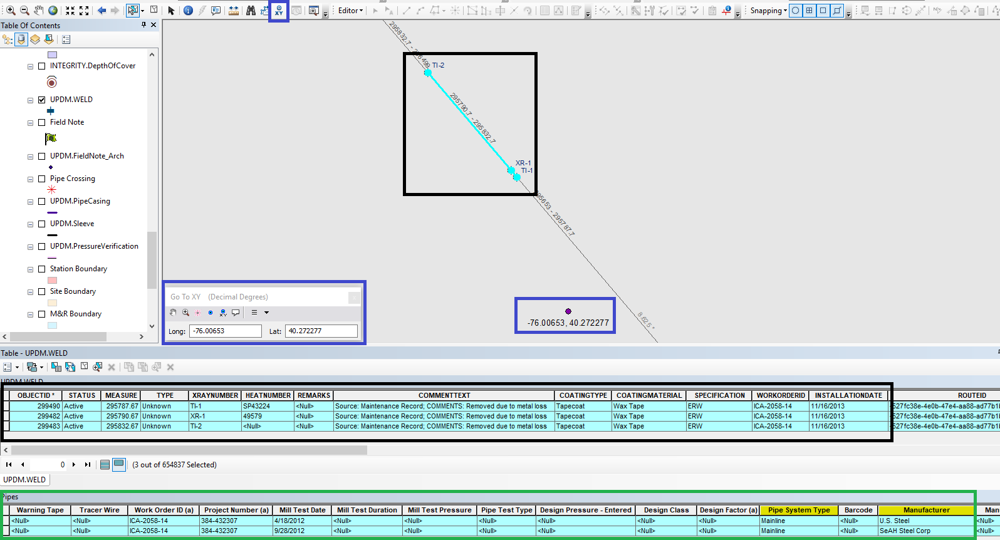 XY
Editor
Snapping
Table Of Contents
INTEGRITY.DepthOfCover
UPDM.WELD
Field Note
UPDM.FieldNote_Arch
Pipe Crossing
UPDM.PipeCasing
UPDM.Sleeve
UPDM.PressureVerification
Station Boundary
Site Boundary
M&R Boundary
TI-2
295790.7 - 295832.7
XR-1
TI-1
8.625 "
Go To XY (Decimal Degrees)
Long: -76.00653 Lat: 40.272277
-76.00653, 40.272277
Table - UPDM.WELD
UPDM.WELD
OBJECTID * STATUS MEASURE TYPE XRAYNUMBER HEATNUMBER REMARKS COMMENTTEXT COATINGTYPE COATINGMATERIAL SPECIFICATION WORKORDERID INSTALLATIONDATE ROUTEID
299490 Active 295787.67 Unknown TI-1 SP43224 <Null> Source: Maintenance Record; COMMENTS: Removed due to metal loss Tapecoat Wax Tape ERW ICA-2058-14 11/16/2013 527fc38e-4e0b-47e4-aa88-ad77b1
299482 Active 295790.67 Unknown XR-1 49579 <Null> Source: Maintenance Record; COMMENTS: Removed due to metal loss Tapecoat Wax Tape ERW ICA-2058-14 11/16/2013 527fc38e-4e0b-47e4-aa88-ad77b1
299483 Active 295832.67 Unknown TI-2 <Null> <Null> Source: Maintenance Record; COMMENTS: Removed due to metal loss Tapecoat Wax Tape ERW ICA-2058-14 11/16/2013 527fc38e-4e0b-47e4-aa88-ad77b1
0 (3 out of 654837 Selected)
UPDM.WELD
Pipes
Warning Tape Tracer Wire Work Order ID (a) Project Number (a) Mill Test Date Mill Test Duration Mill Test Pressure Pipe Test Type Design Pressure - Entered Design Class Design Factor (a) Pipe System Type Barcode Manufacturer
<Null> <Null> ICA-2058-14 384-432307 4/18/2012 <Null> <Null> <Null> <Null> <Null> <Null> Mainline <Null> U.S. Steel <Null>
<Null> <Null> ICA-2058-14 384-432307 9/28/2012 <Null> <Null> <Null> <Null> <Null> <Null> Mainline <Null> SeAH Steel Corp <Null>